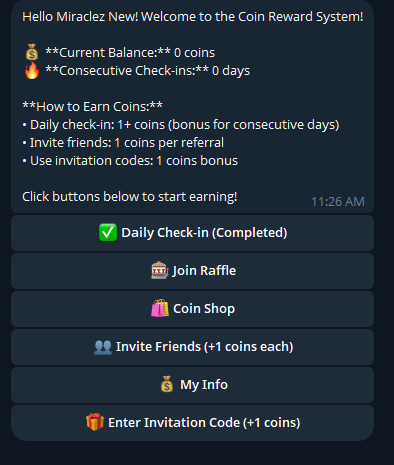 Hello Miraclez New! Welcome to the Coin Reward System!
💰 **Current Balance:** 0 coins
🔥 **Consecutive Check-ins:** 0 days
**How to Earn Coins:**
• Daily check-in: 1+ coins (bonus for consecutive days)
• Invite friends: 1 coins per referral
• Use invitation codes: 1 coins bonus
Click buttons below to start earning!
11:26 AM
✅ Daily Check-in (Completed)
🎰 Join Raffle
🛍️ Coin Shop
👥 Invite Friends (+1 coins each)
💰 My Info
🎁 Enter Invitation Code (+1 coins)